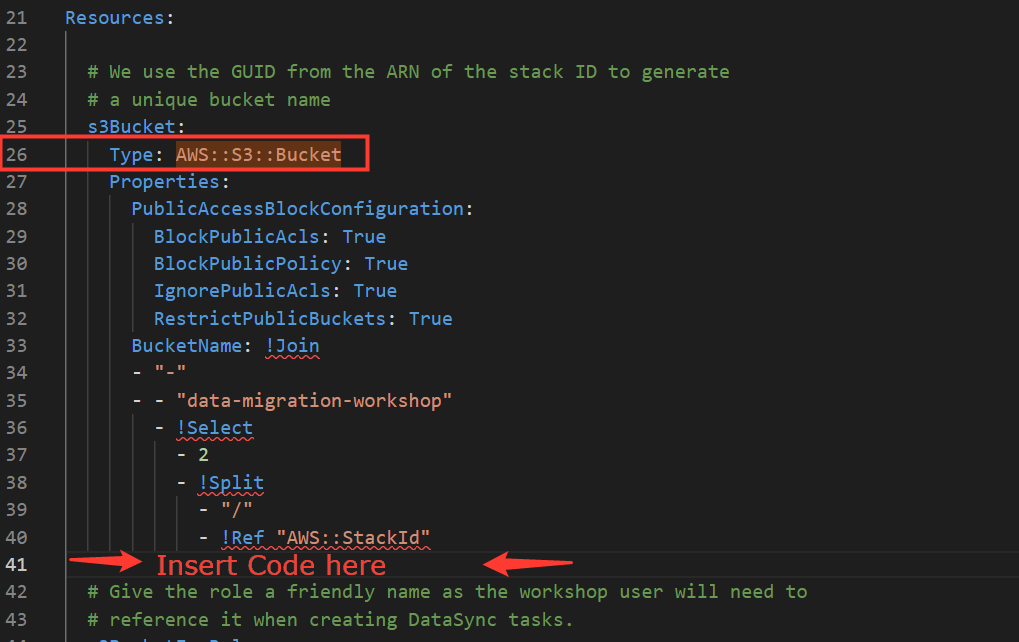 21 Resources:
22
23 # We use the GUID from the ARN of the stack ID to generate
24 # a unique bucket name
25 s3Bucket:
26 Type: AWS::S3::Bucket
27 Properties:
28 PublicAccessBlockConfiguration:
29 BlockPublicAcls: True
30 BlockPublicPolicy: True
31 IgnorePublicAcls: True
32 RestrictPublicBuckets: True
33 BucketName: !Join
34 - "-"
35 - - "data-migration-workshop"
36 - !Select
37 - 2
38 - !Split
39 - "/"
40 - !Ref "AWS::StackId"
41 Insert Code here
42 # Give the role a friendly name as the workshop user will need to
43 # reference it when creating DataSync tasks.